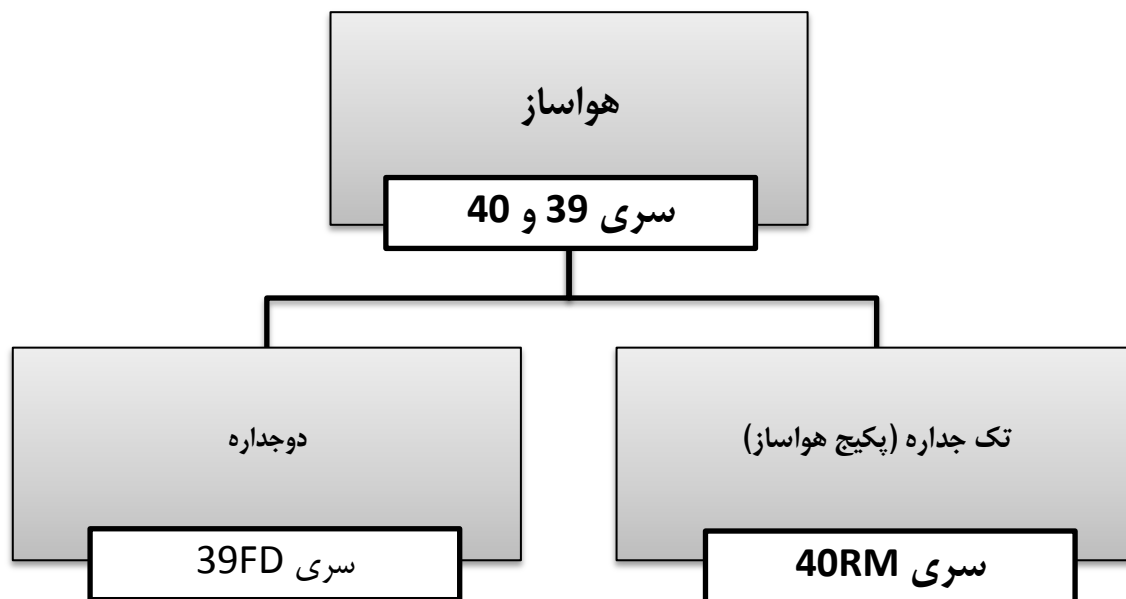 هواساز
سری 39 و 40
تک جداره (پکیج هواساز)
سری 40RM
دوجداره
سری 39FD